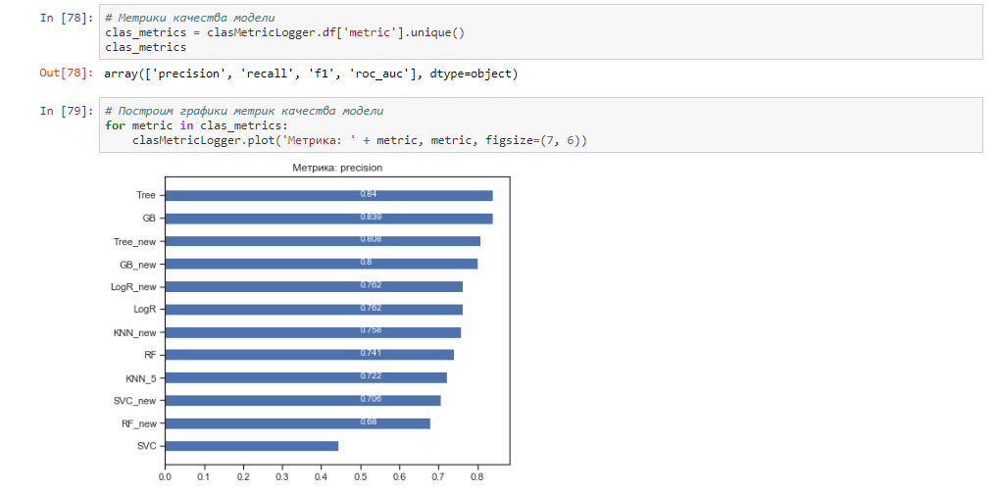 In [78]: # Метрики качества модели
clas_metrics = clasMetricLogger.df['metric'].unique()
clas_metrics
Out[78]: array(['precision', 'recall', 'f1', 'roc_auc'], dtype=object)
In [79]: # Построим графики метрик качества модели
for metric in clas_metrics:
    clasMetricLogger.plot('Метрика: ' + metric, metric, figsize=(7, 6))
Метрика: precision
Tree 0.84
GB 0.839
Tree_new 0.808
GB_new 0.8
LogR_new 0.762
LogR 0.762
KNN_new 0.758
RF 0.741
KNN_5 0.722
SVC_new 0.706
RF_new 0.68
SVC
0.0 0.1 0.2 0.3 0.4 0.5 0.6 0.7 0.8